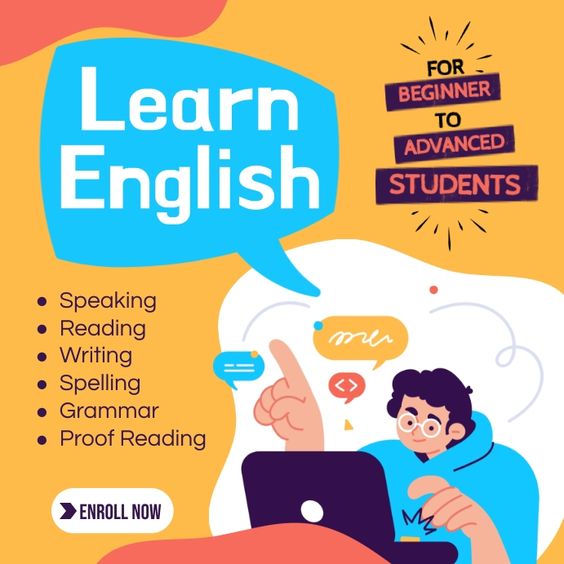 Learn
English
FOR
BEGINNER
TO
ADVANCED
STUDENTS
Speaking
Reading
Writing
Spelling
Grammar
Proof Reading
ENROLL NOW